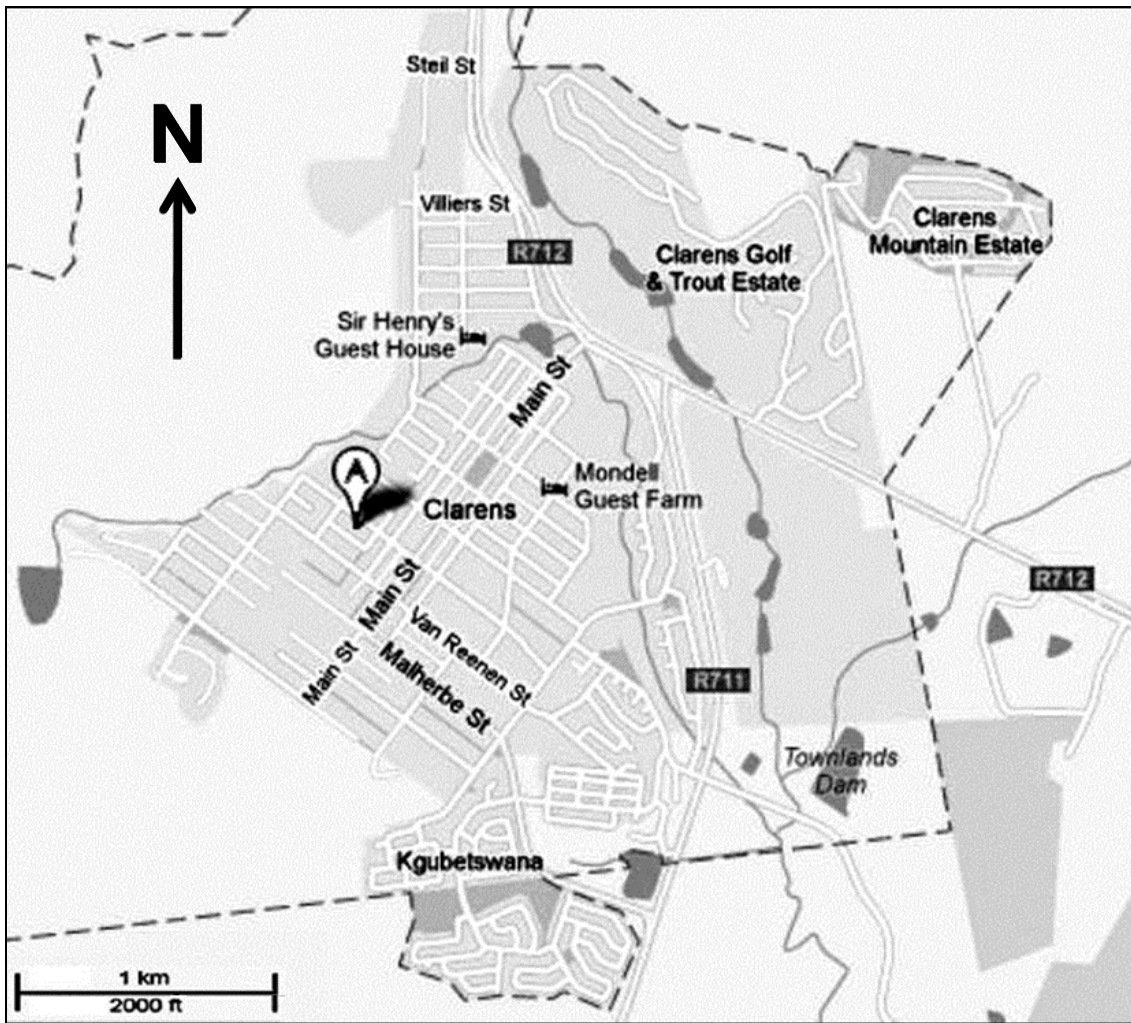 Steil St
N
Villiers St
R712
Clarens Golf
& Trout Estate
Clarens
Mountain Estate
Sir Henry's
Guest House
Main St
A
Mondell
Guest Farm
Clarens
Main St
R712
Van Reenen St
Malherbe St
Main St
R711
Townlands
Dam
Kgubetswana
1 km
2000 ft